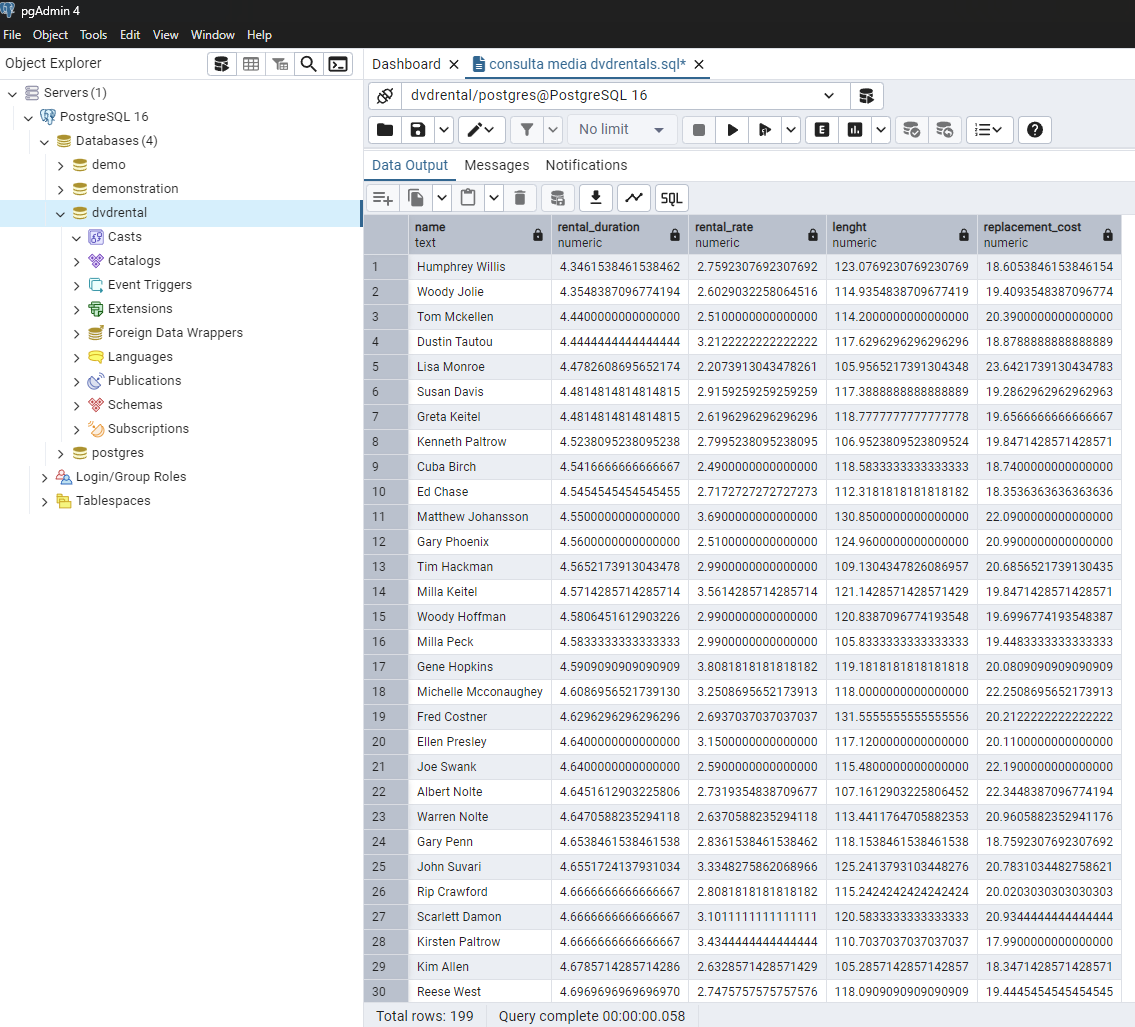 pgAdmin 4
File Object Tools Edit View Window Help
Object Explorer
Servers (1)
PostgreSQL 16
Databases (4)
demo
demonstration
dvdrental
Casts
Catalogs
Event Triggers
Extensions
Foreign Data Wrappers
Languages
Publications
Schemas
Subscriptions
postgres
Login/Group Roles
Tablespaces
Dashboard consulta media dvdrentals.sql*
dvdrental/postgres@PostgreSQL 16
No limit E
Data Output Messages Notifications
SQL
name rental_duration rental_rate lenght replacement_cost
text numeric numeric numeric numeric
1 Humphrey Willis 4.3461538461538462 2.7592307692307692 123.0769230769230769 18.6053846153846154
2 Woody Jolie 4.3548387096774194 2.6029032258064516 114.9354838709677419 19.4093548387096774
3 Tom Mckellen 4.4400000000000000 2.5100000000000000 114.2000000000000000 20.3900000000000000
4 Dustin Tautou 4.4444444444444444 3.2122222222222222 117.6296296296296296 18.8788888888888889
5 Lisa Monroe 4.4782608695652174 2.2073913043478261 105.9565217391304348 23.6421739130434783
6 Susan Davis 4.4814814814814815 2.9159259259259259 117.3888888888888889 19.2862962962962963
7 Greta Keitel 4.4814814814814815 2.6196296296296296 118.7777777777777778 19.6566666666666667
8 Kenneth Paltrow 4.5238095238095238 2.7995238095238095 106.9523809523809524 19.8471428571428571
9 Cuba Birch 4.5416666666666667 2.4900000000000000 118.5833333333333333 18.7400000000000000
10 Ed Chase 4.5454545454545455 2.7172727272727273 112.3181818181818182 18.3536363636363636
11 Matthew Johansson 4.5500000000000000 3.6900000000000000 130.8500000000000000 22.0900000000000000
12 Gary Phoenix 4.5600000000000000 2.5100000000000000 124.9600000000000000 20.9900000000000000
13 Tim Hackman 4.5652173913043478 2.9900000000000000 109.1304347826086957 20.6856521739130435
14 Milla Keitel 4.5714285714285714 3.5614285714285714 121.1428571428571429 19.8471428571428571
15 Woody Hoffman 4.5806451612903226 2.9900000000000000 120.8387096774193548 19.6996774193548387
16 Milla Peck 4.5833333333333333 2.9900000000000000 105.8333333333333333 19.4483333333333333
17 Gene Hopkins 4.5909090909090909 3.8081818181818182 119.1818181818181818 20.0809090909090909
18 Michelle Mcconaughey 4.6086956521739130 3.2508695652173913 118.0000000000000000 22.2508695652173913
19 Fred Costner 4.6296296296296296 2.6937037037037037 131.5555555555555556 20.2122222222222222
20 Ellen Presley 4.6400000000000000 3.1500000000000000 117.1200000000000000 20.1100000000000000
21 Joe Swank 4.6400000000000000 2.5900000000000000 115.4800000000000000 22.1900000000000000
22 Albert Nolte 4.6451612903225806 2.7319354838709677 107.1612903225806452 22.3448387096774194
23 Warren Nolte 4.6470588235294118 2.6370588235294118 113.4411764705882353 20.9605882352941176
24 Gary Penn 4.6538461538461538 2.8361538461538462 118.1538461538461538 18.7592307692307692
25 John Suvari 4.6551724137931034 3.3348275862068966 125.2413793103448276 20.7831034482758621
26 Rip Crawford 4.6666666666666667 2.8081818181818182 115.2424242424242424 20.0203030303030303
27 Scarlett Damon 4.6666666666666667 3.1011111111111111 120.5833333333333333 20.9344444444444444
28 Kirsten Paltrow 4.6666666666666667 3.4344444444444444 110.7037037037037037 17.9900000000000000
29 Kim Allen 4.6785714285714286 2.6328571428571429 105.2857142857142857 18.3471428571428571
30 Reese West 4.6969696969696970 2.7475757575757576 118.0909090909090909 19.4445454545454545
Total rows: 199 Query complete 00:00:00.058